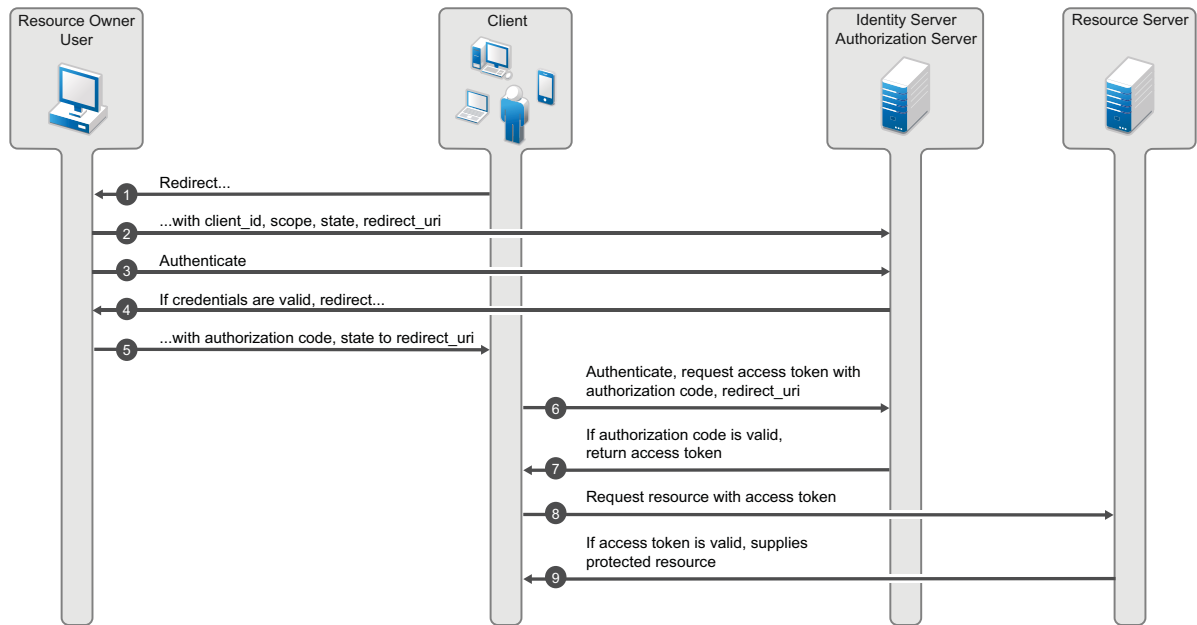 Resource Owner
User
Client
Identity Server
Authorization Server
Resource Server
Redirect...
1
...with client_id, scope, state, redirect_uri
2
Authenticate
3
If credentials are valid, redirect...
4
...with authorization code, state to redirect_uri
5
Authenticate, request access token with
authorization code, redirect_uri
6
If authorization code is valid,
return access token
7
Request resource with access token
8
If access token is valid, supplies
protected resource
9